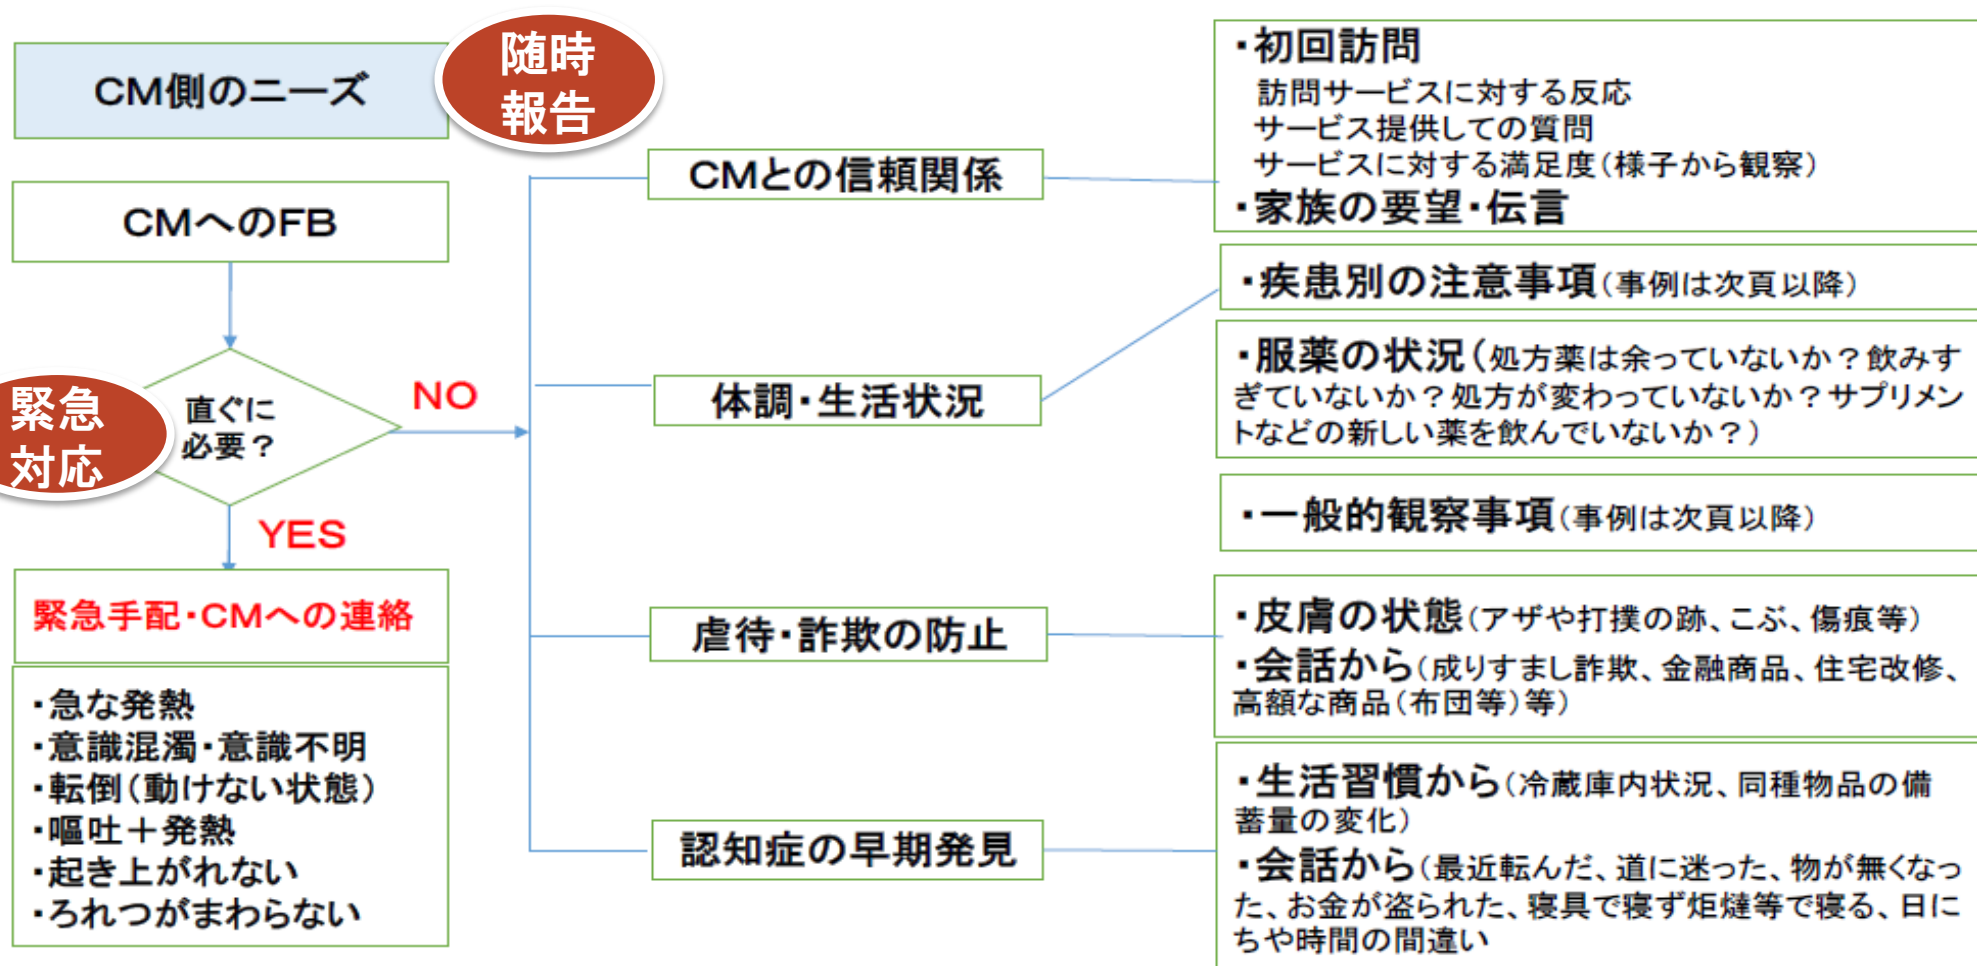 CM側のニーズ
随時
報告
CMへのFB
直ぐに
必要？
緊急
対応
NO
YES
緊急手配・CMへの連絡
・急な発熱
・意識混濁・意識不明
・転倒（動けない状態）
・嘔吐＋発熱
・起き上がれない
・ろれつがまわらない
CMとの信頼関係
・初回訪問
訪問サービスに対する反応
サービス提供しての質問
サービスに対する満足度（様子から観察）
・家族の要望・伝言
体調・生活状況
・疾患別の注意事項（事例は次頁以降）
・服薬の状況（処方薬は余っていないか？飲みす
ぎていないか？処方が変わっていないか？サプリメン
トなどの新しい薬を飲んでいないか？）
・一般的観察事項（事例は次頁以降）
虐待・詐欺の防止
・皮膚の状態（アザや打撲の跡、こぶ、傷痕等）
・会話から（成りすまし詐欺、金融商品、住宅改修、
高額な商品（布団等）等）
認知症の早期発見
・生活習慣から（冷蔵庫内状況、同種物品の備
蓄量の変化）
・会話から（最近転んだ、道に迷った、物が無くなっ
た、お金が盗られた、寝具で寝ず炬燵等で寝る、日に
ちや時間の間違い